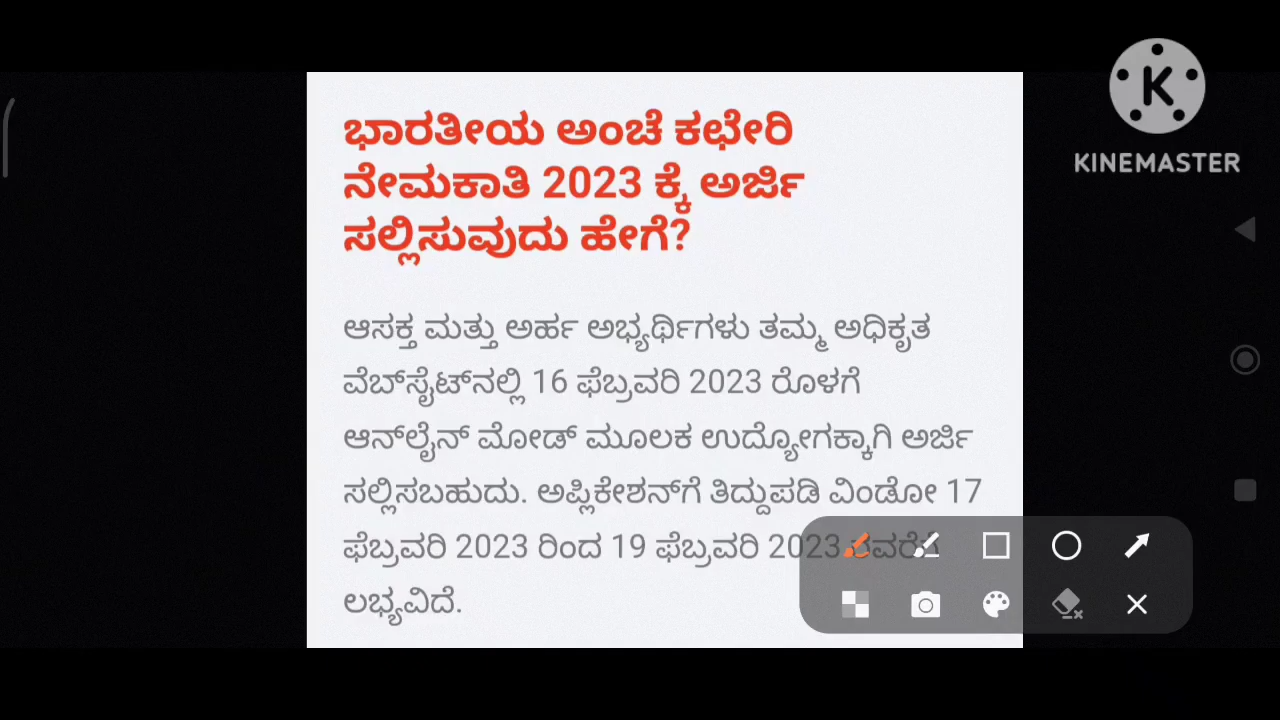 ಭಾರತೀಯ ಅಂಚೆ ಕಛೇರಿ
ನೇಮಕಾತಿ 2023 ಕ್ಕೆ ಅರ್ಜಿ
ಸಲ್ಲಿಸುವುದು ಹೇಗೆ?
ಆಸಕ್ತ ಮತ್ತು ಅರ್ಹ ಅಭ್ಯರ್ಥಿಗಳು ತಮ್ಮ ಅಧಿಕೃತ
ವೆಬ್‌ಸೈಟ್‌ನಲ್ಲಿ 16 ಫೆಬ್ರವರಿ 2023 ರೊಳಗೆ
ಆನ್‌ಲೈನ್ ಮೋಡ್ ಮೂಲಕ ಉದ್ಯೋಗಕ್ಕಾಗಿ ಅರ್ಜಿ
ಸಲ್ಲಿಸಬಹುದು. ಅಪ್ಲಿಕೇಶನ್‌ಗೆ ತಿದ್ದುಪಡಿ ವಿಂಡೋ 17
ಫೆಬ್ರವರಿ 2023 ರಿಂದ 19 ಫೆಬ್ರವರಿ 2023
ಲಭ್ಯವಿದೆ.
KINEMASTER